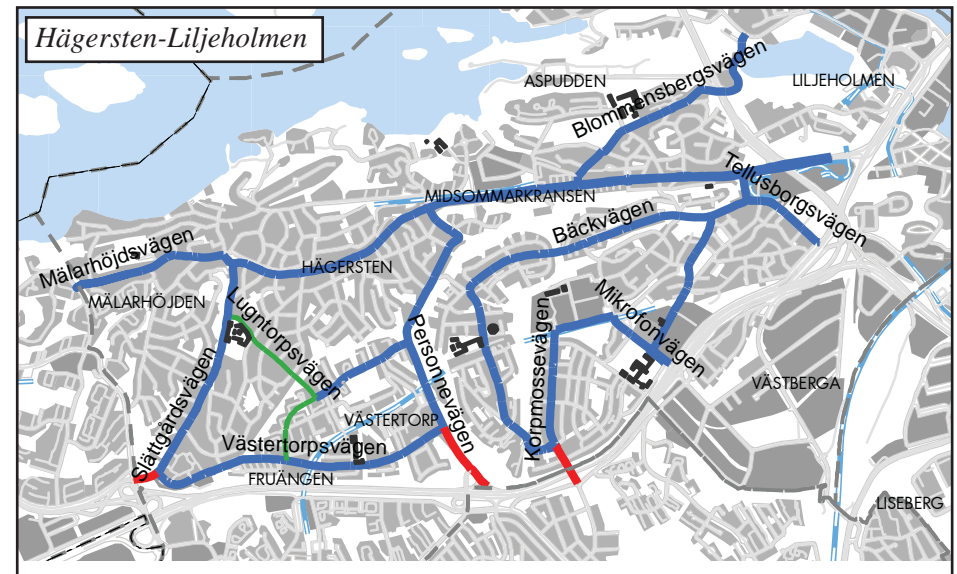 Hägersten-Liljeholmen
ASPUDDEN
LILJEHOLMEN
Blommensbergsvägen
Tellusborgsvägen
MIDSOMMARKRANSEN
Bäckvägen
Mälarhöjdsvägen
HÄGERSTEN
MÄLARHÖJDEN
Lugntorpsvägen
Mikrofonvägen
Personnevägen
Korpmossevägen
Slättgårdsvägen
VÄSTBERGA
VÄSTERTORP
Västertorpsvägen
FRUÄNGEN
LISEBERG